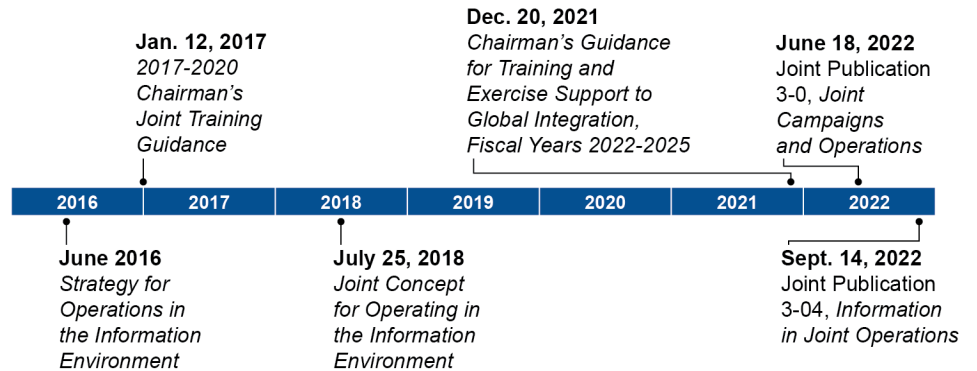 Jan. 12, 2017
2017-2020
Chairman's
Joint Training
Guidance
Dec. 20, 2021
Chairman's Guidance
for Training and
Exercise Support to
Global Integration,
Fiscal Years 2022-2025
June 18, 2022
Joint Publication
3-0, Joint
Campaigns
and Operations
2016
2017
2018
2019
2020
2021
2022
June 2016
Strategy for
Operations in
the Information
Environment
July 25, 2018
Joint Concept
for Operating in
the Information
Environment
Sept. 14, 2022
Joint Publication
3-04, Information
in Joint Operations